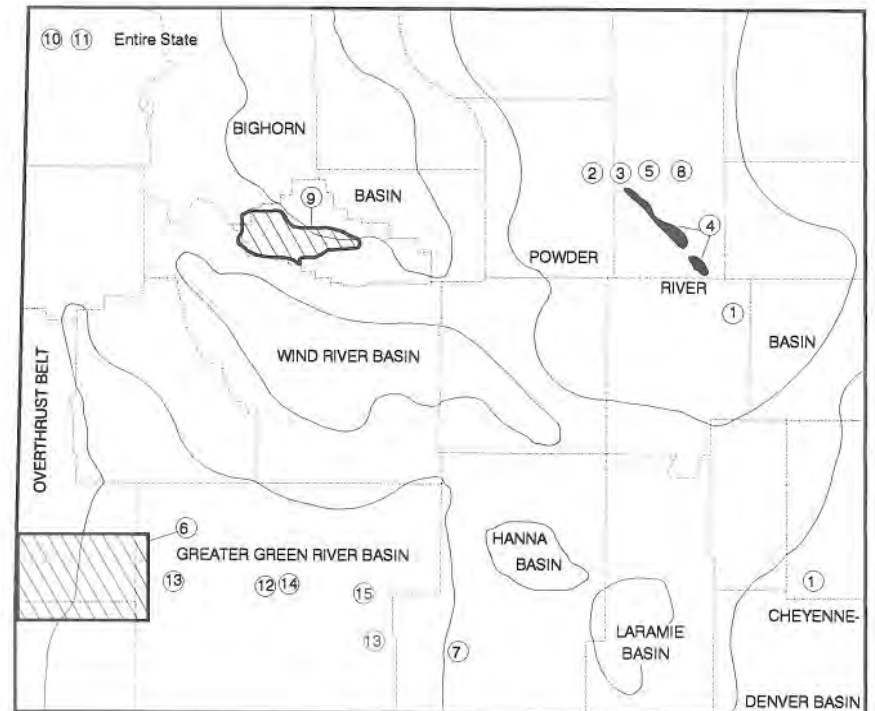 ⑩ ⑪ Entire State
BIGHORN
BASIN
⑨
② ③ ⑤ ⑧
④
POWDER
RIVER
①
BASIN
WIND RIVER BASIN
OVERTHRUST BELT
⑥
GREATER GREEN RIVER BASIN
⑬
⑫ ⑭
⑮
⑬
⑦
HANNA
BASIN
LARAMIE
BASIN
①
CHEYENNE-
DENVER BASIN